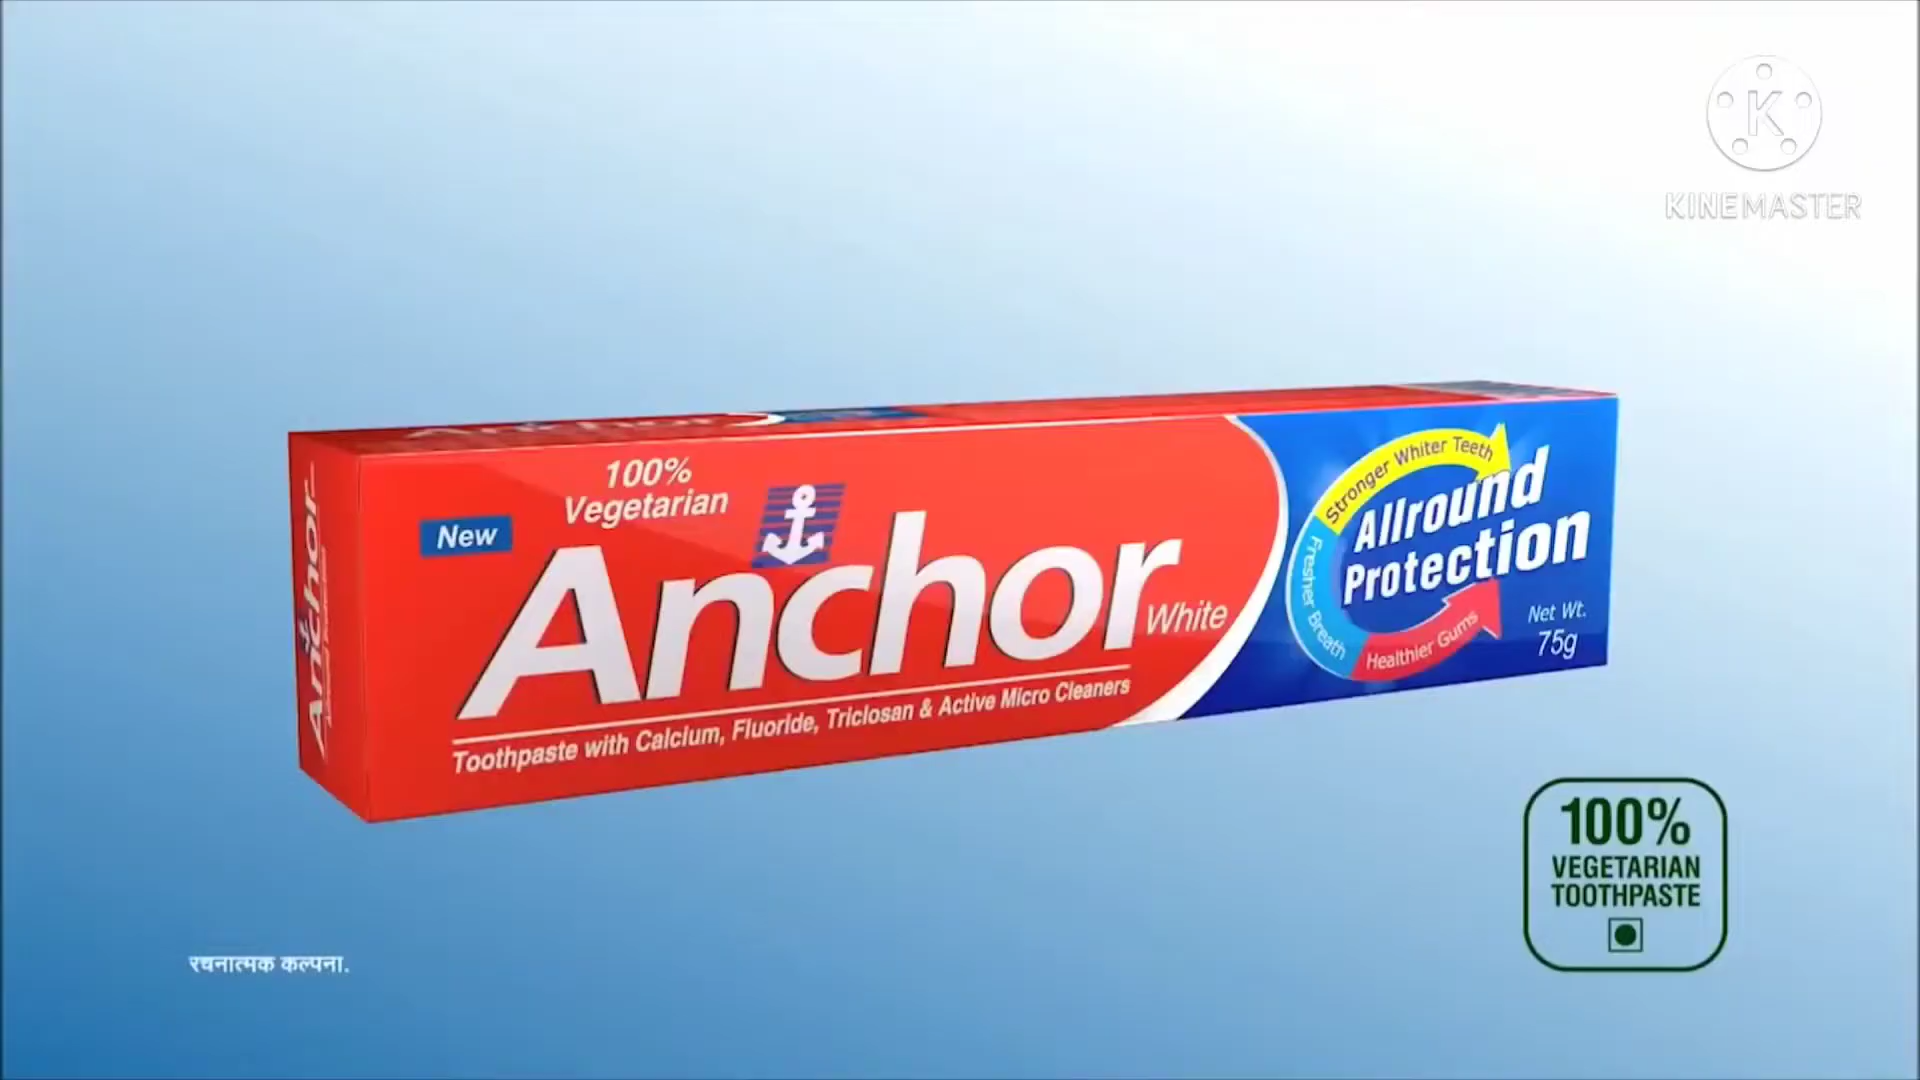 KINEMASTER
100%
Vegetarian
New
Anchor
White
Toothpaste with Calcium, Fluoride, Triclosan & Active Micro Cleaners
Stronger Whiter Teeth
Allround
Protection
Fresher Breath
Healthier Gums
Net Wt.
75g
Anchor
Anchor
100%
VEGETARIAN
TOOTHPASTE
रचनात्मक कल्पना.